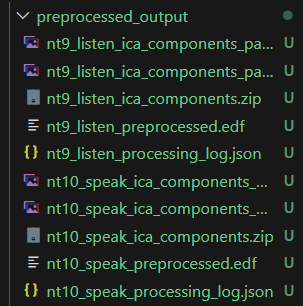 preprocessed_output
nt9_listen_ica_components_pa... U
nt9_listen_ica_components_pa... U
nt9_listen_ica_components.zip U
nt9_listen_preprocessed.edf U
{} nt9_listen_processing_log.json U
nt10_speak_ica_components_... U
nt10_speak_ica_components_... U
nt10_speak_ica_components.zip U
nt10_speak_preprocessed.edf U
{} nt10_speak_processing_log.json U